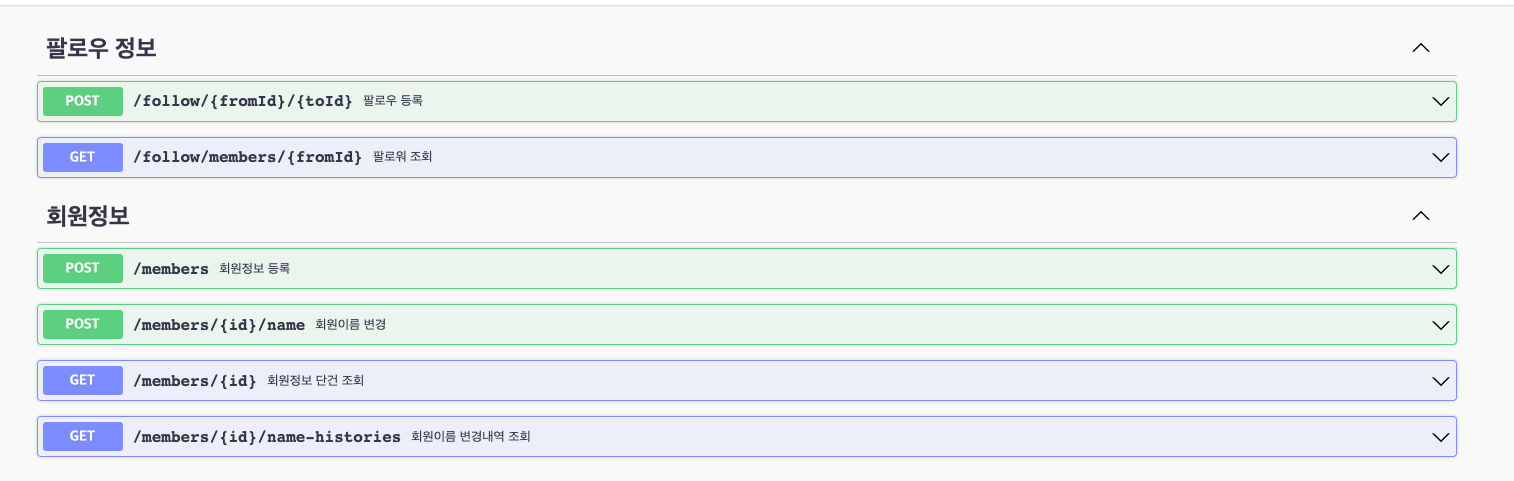 팔로우 정보
POST /follow/{fromId}/{toId} 팔로우 등록
GET /follow/members/{fromId} 팔로워 조회
회원정보
POST /members 회원정보 등록
POST /members/{id}/name 회원이름 변경
GET /members/{id} 회원정보 단건 조회
GET /members/{id}/name-histories 회원이름 변경내역 조회